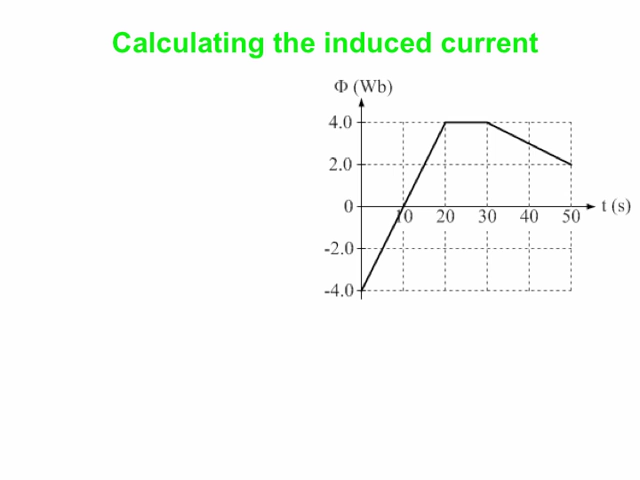 Calculating the induced current
Φ (Wb)
4.0
2.0
0
10 20 30 40 50 t (s)
-2.0
-4.0